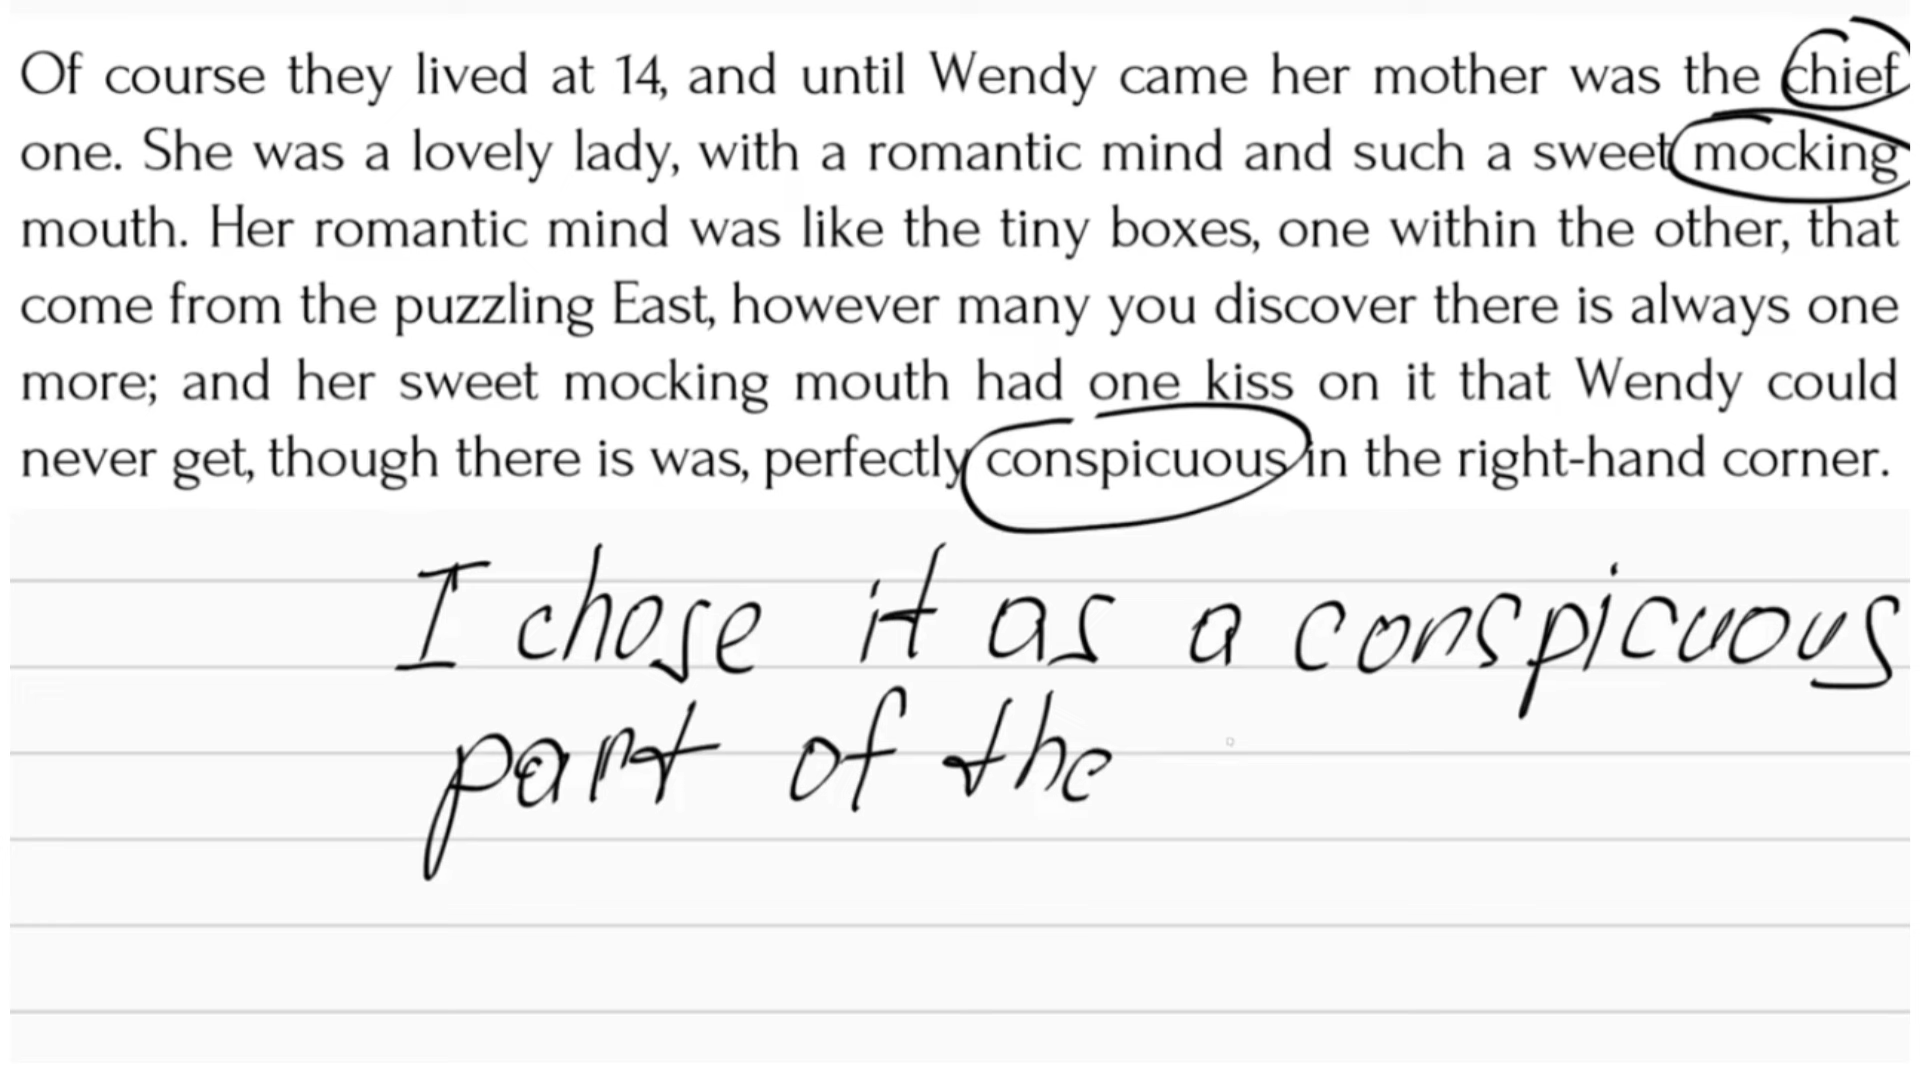 Of course they lived at 14, and until Wendy came her mother was the chief
one. She was a lovely lady, with a romantic mind and such a sweet mocking
mouth. Her romantic mind was like the tiny boxes, one within the other, that
come from the puzzling East, however many you discover there is always one
more; and her sweet mocking mouth had one kiss on it that Wendy could
never get, though there is was, perfectly conspicuous in the right-hand corner.
I chose it as a conspicuous
part of the